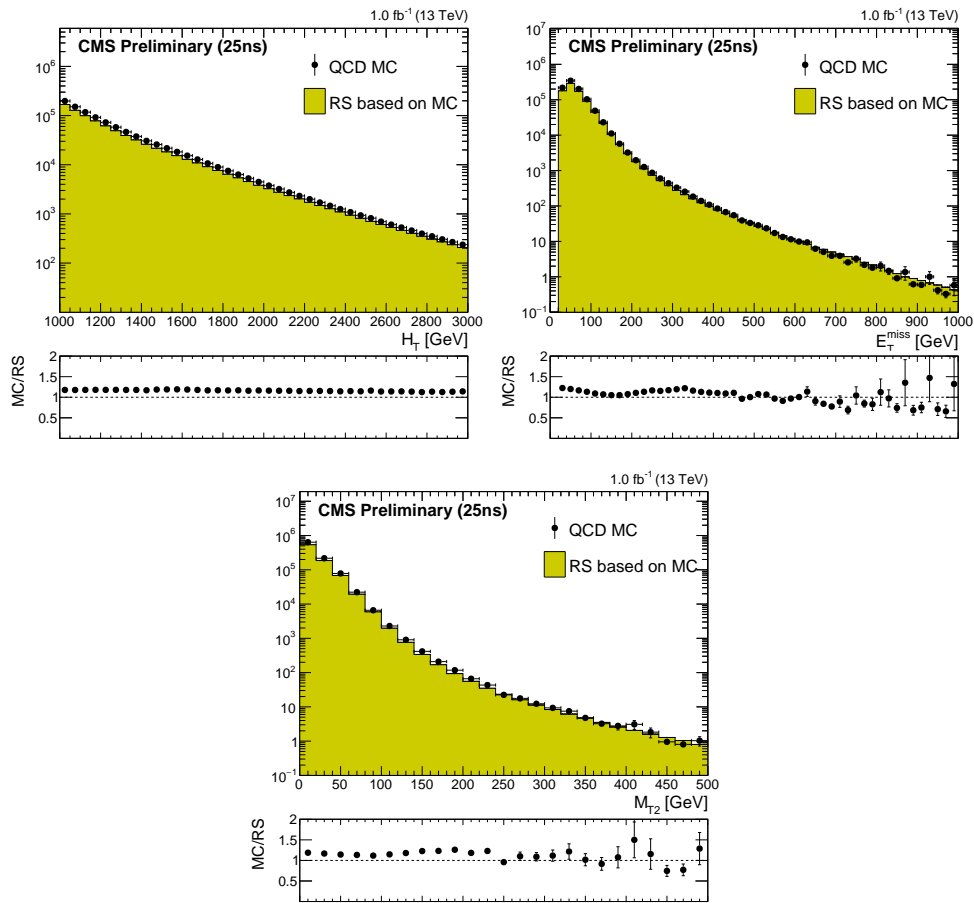 1.0 fb⁻¹ (13 TeV)
CMS Preliminary (25ns)
QCD MC
RS based on MC
10⁶
10⁵
10⁴
10³
10²
1000 1200 1400 1600 1800 2000 2200 2400 2600 2800 3000
H_T [GeV]
MC/RS
2
1.5
1
0.5
1.0 fb⁻¹ (13 TeV)
CMS Preliminary (25ns)
QCD MC
RS based on MC
10⁷
10⁶
10⁵
10⁴
10³
10²
10
1
10⁻¹
0 100 200 300 400 500 600 700 800 900 1000
E_T^miss [GeV]
MC/RS
2
1.5
1
0.5
1.0 fb⁻¹ (13 TeV)
CMS Preliminary (25ns)
QCD MC
RS based on MC
10⁷
10⁶
10⁵
10⁴
10³
10²
10
1
10⁻¹
0 50 100 150 200 250 300 350 400 450 500
M_T2 [GeV]
MC/RS
2
1.5
1
0.5